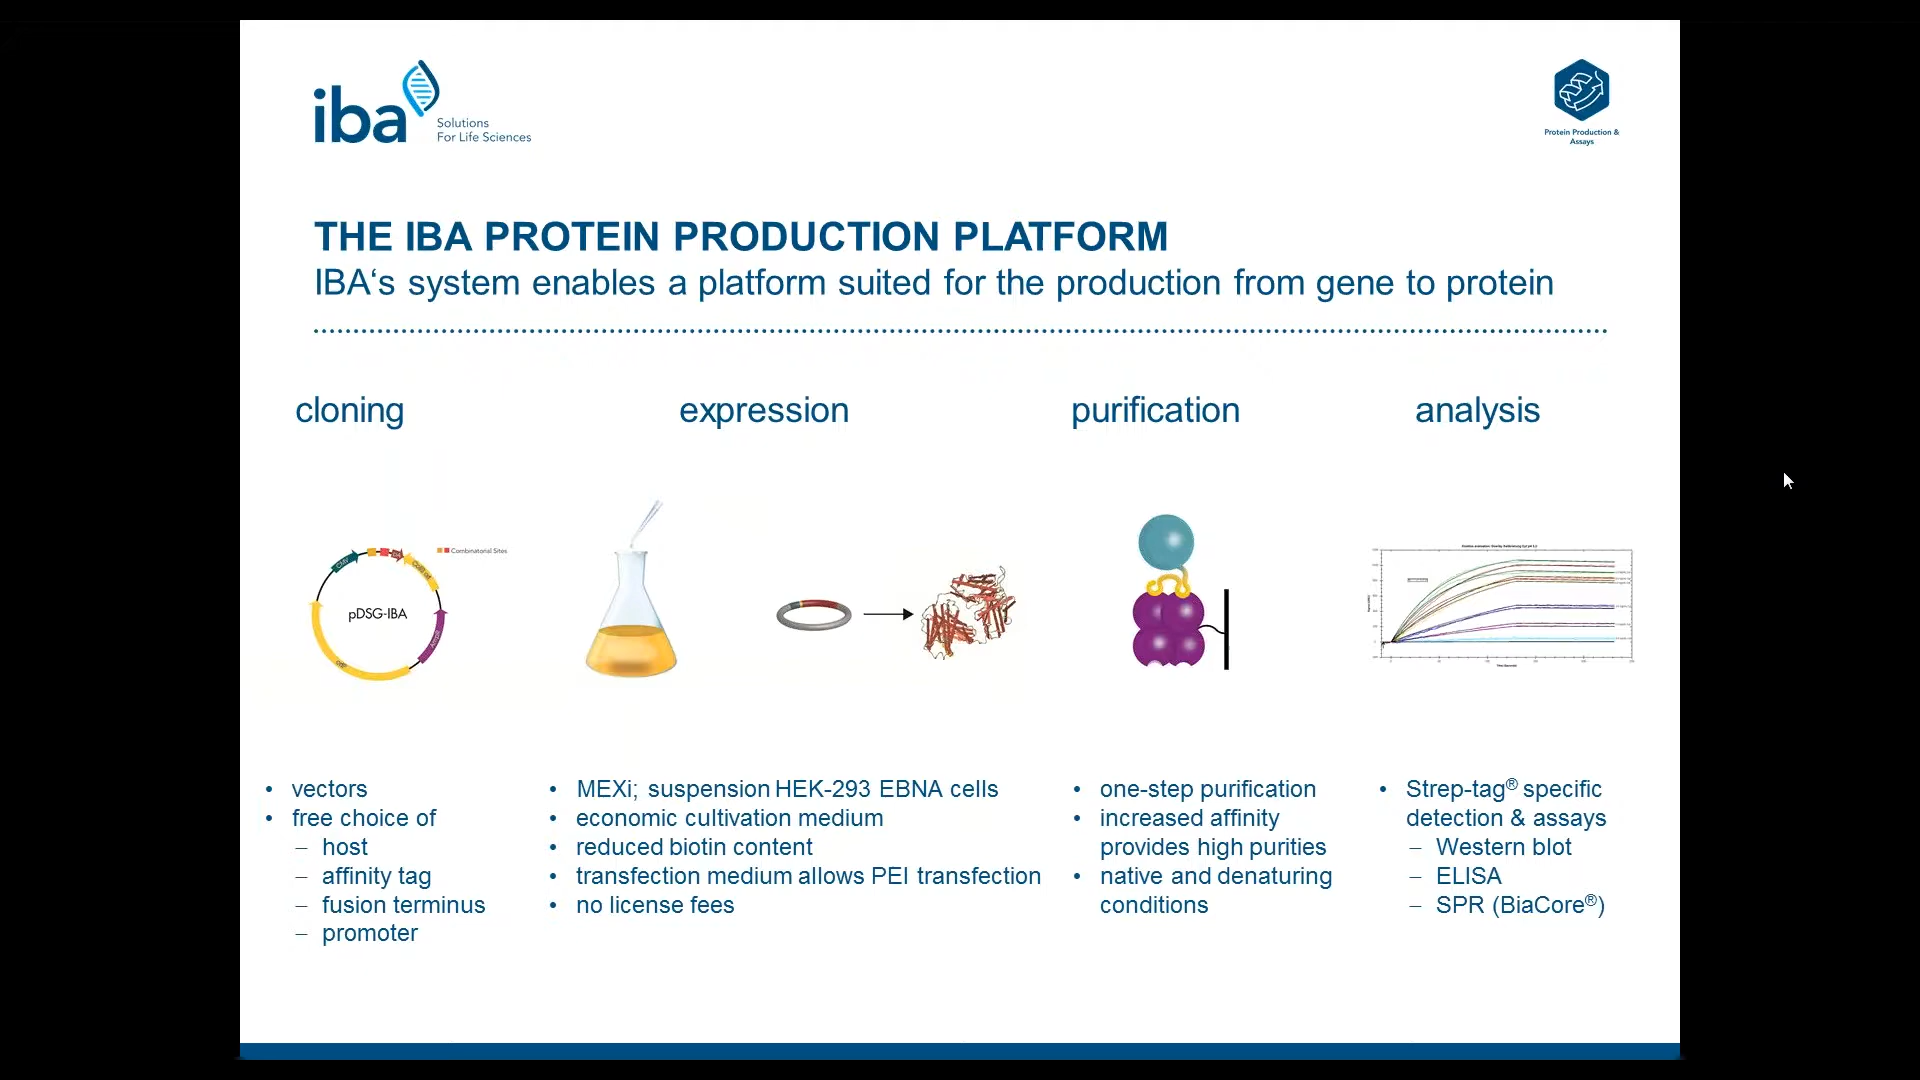 iba
Solutions
For Life Sciences
Protein Production &
Assays
THE IBA PROTEIN PRODUCTION PLATFORM
IBA‘s system enables a platform suited for the production from gene to protein
cloning
expression
purification
analysis
Combinatorial Sites
CMV
pDSG-IBA
• vectors
• free choice of
– host
– affinity tag
– fusion terminus
– promoter
• MEXi; suspension HEK-293 EBNA cells
• economic cultivation medium
• reduced biotin content
• transfection medium allows PEI transfection
• no license fees
• one-step purification
• increased affinity
provides high purities
• native and denaturing
conditions
• Strep-tag® specific
detection & assays
– Western blot
– ELISA
– SPR (BiaCore®)